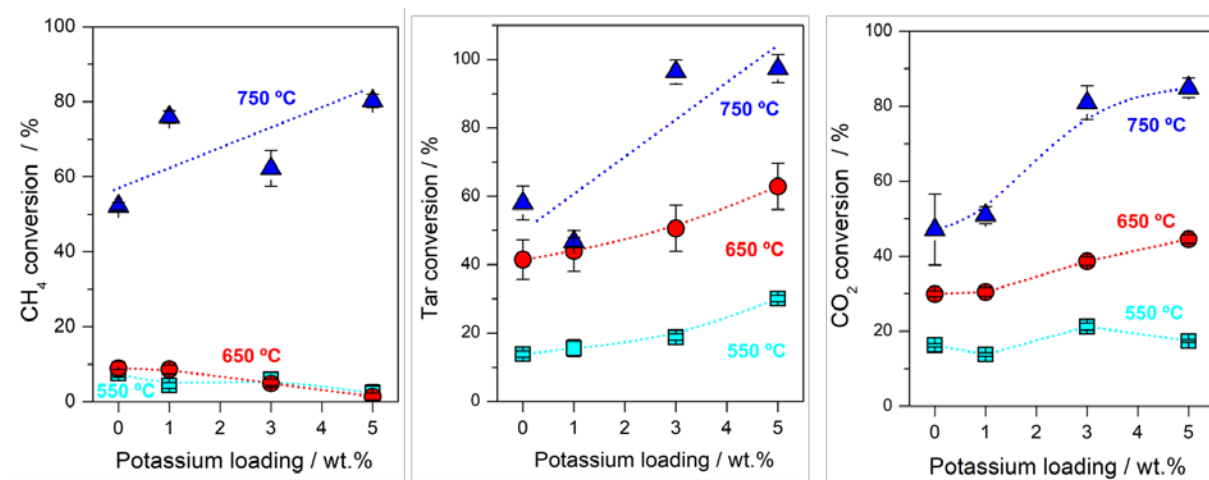 CH₄ conversion / %
100
80
60
40
20
0
750 ºC
650 ºC
550 ºC
0 1 2 3 4 5
Potassium loading / wt.%
Tar conversion / %
100
80
60
40
20
0
750 ºC
650 ºC
550 ºC
0 1 2 3 4 5
Potassium loading / wt.%
CO₂ conversion / %
100
80
60
40
20
0
750 ºC
650 ºC
550 ºC
0 1 2 3 4 5
Potassium loading / wt.%